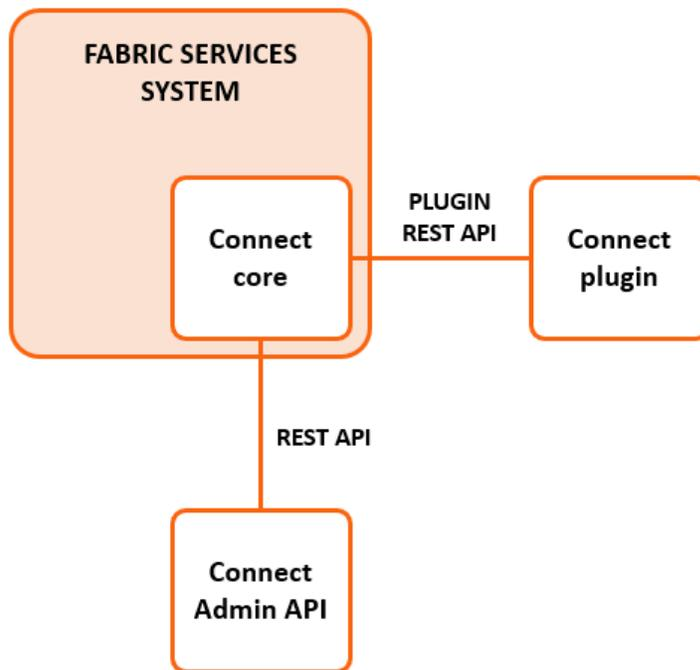 FABRIC SERVICES
SYSTEM
Connect
core
PLUGIN
REST API
Connect
plugin
REST API
Connect
Admin API